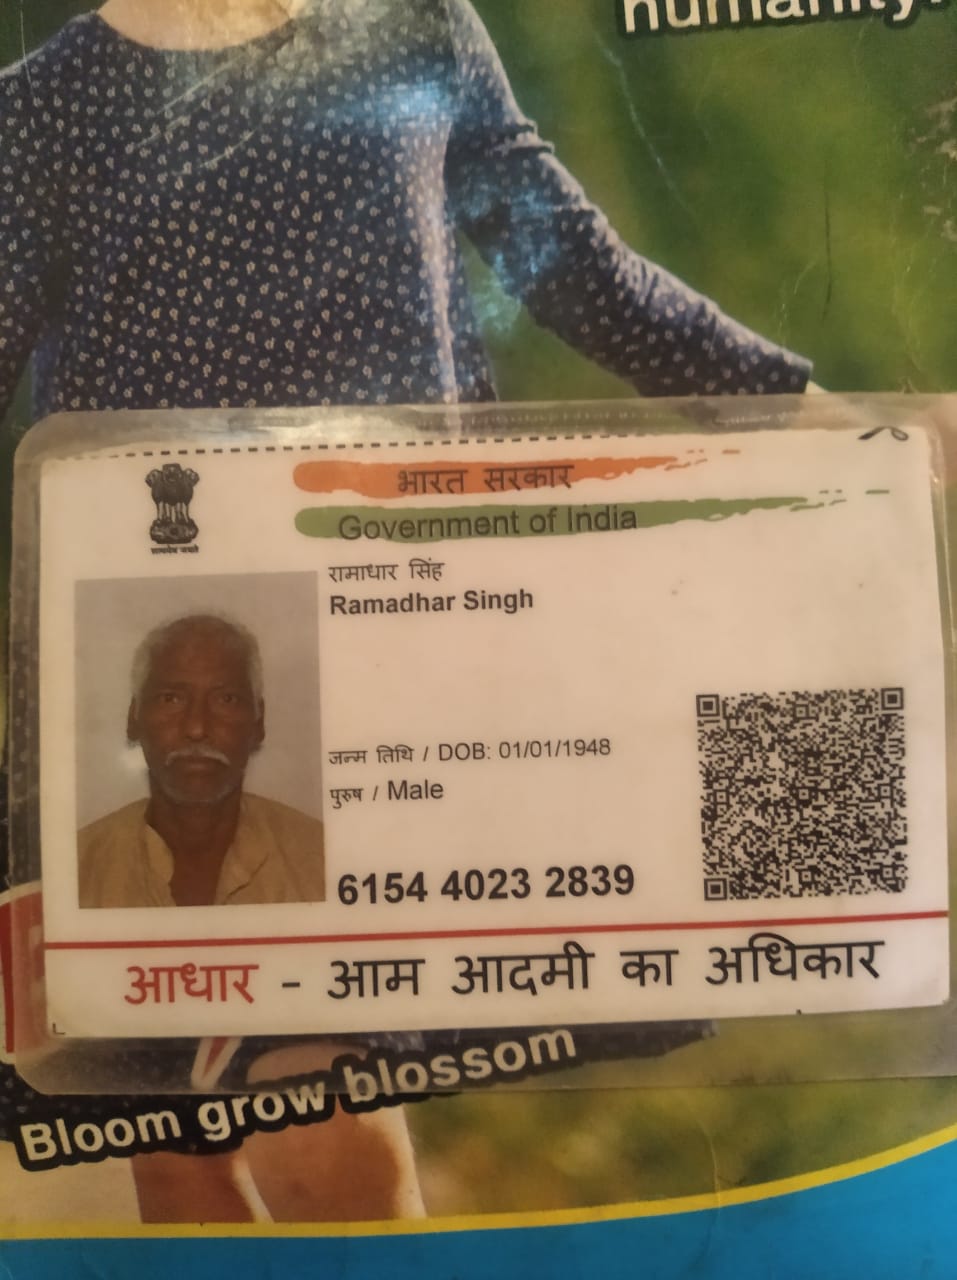 humanity.
भारत सरकार
Government of India
सत्यमेव जयते
रामाधार सिंह
Ramadhar Singh
जन्म तिथि / DOB: 01/01/1948
पुरुष / Male
6154 4023 2839
आधार - आम आदमी का अधिकार
Bloom grow blossom